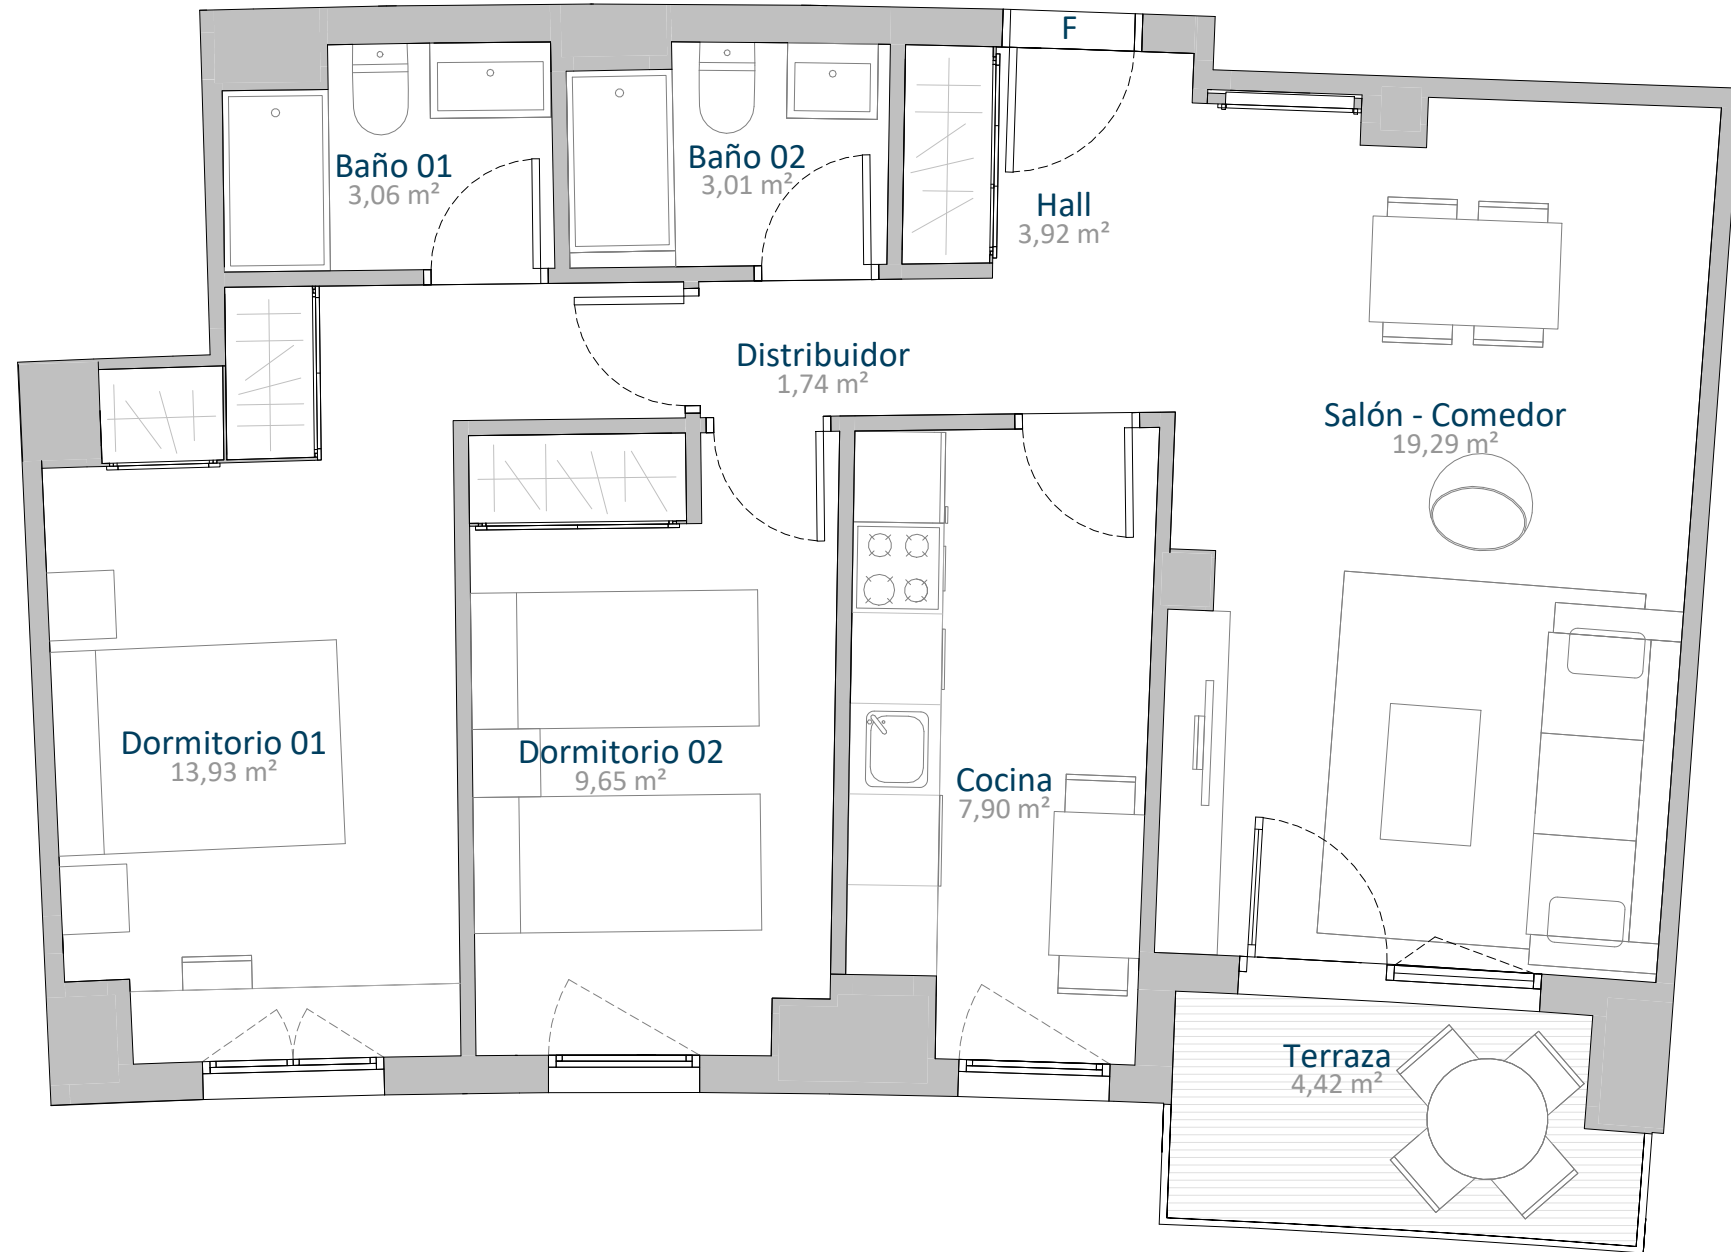 F
Baño 01
3,06 m²
Baño 02
3,01 m²
Hall
3,92 m²
Distribuidor
1,74 m²
Salón - Comedor
19,29 m²
Dormitorio 01
13,93 m²
Dormitorio 02
9,65 m²
Cocina
7,90 m²
Terraza
4,42 m²